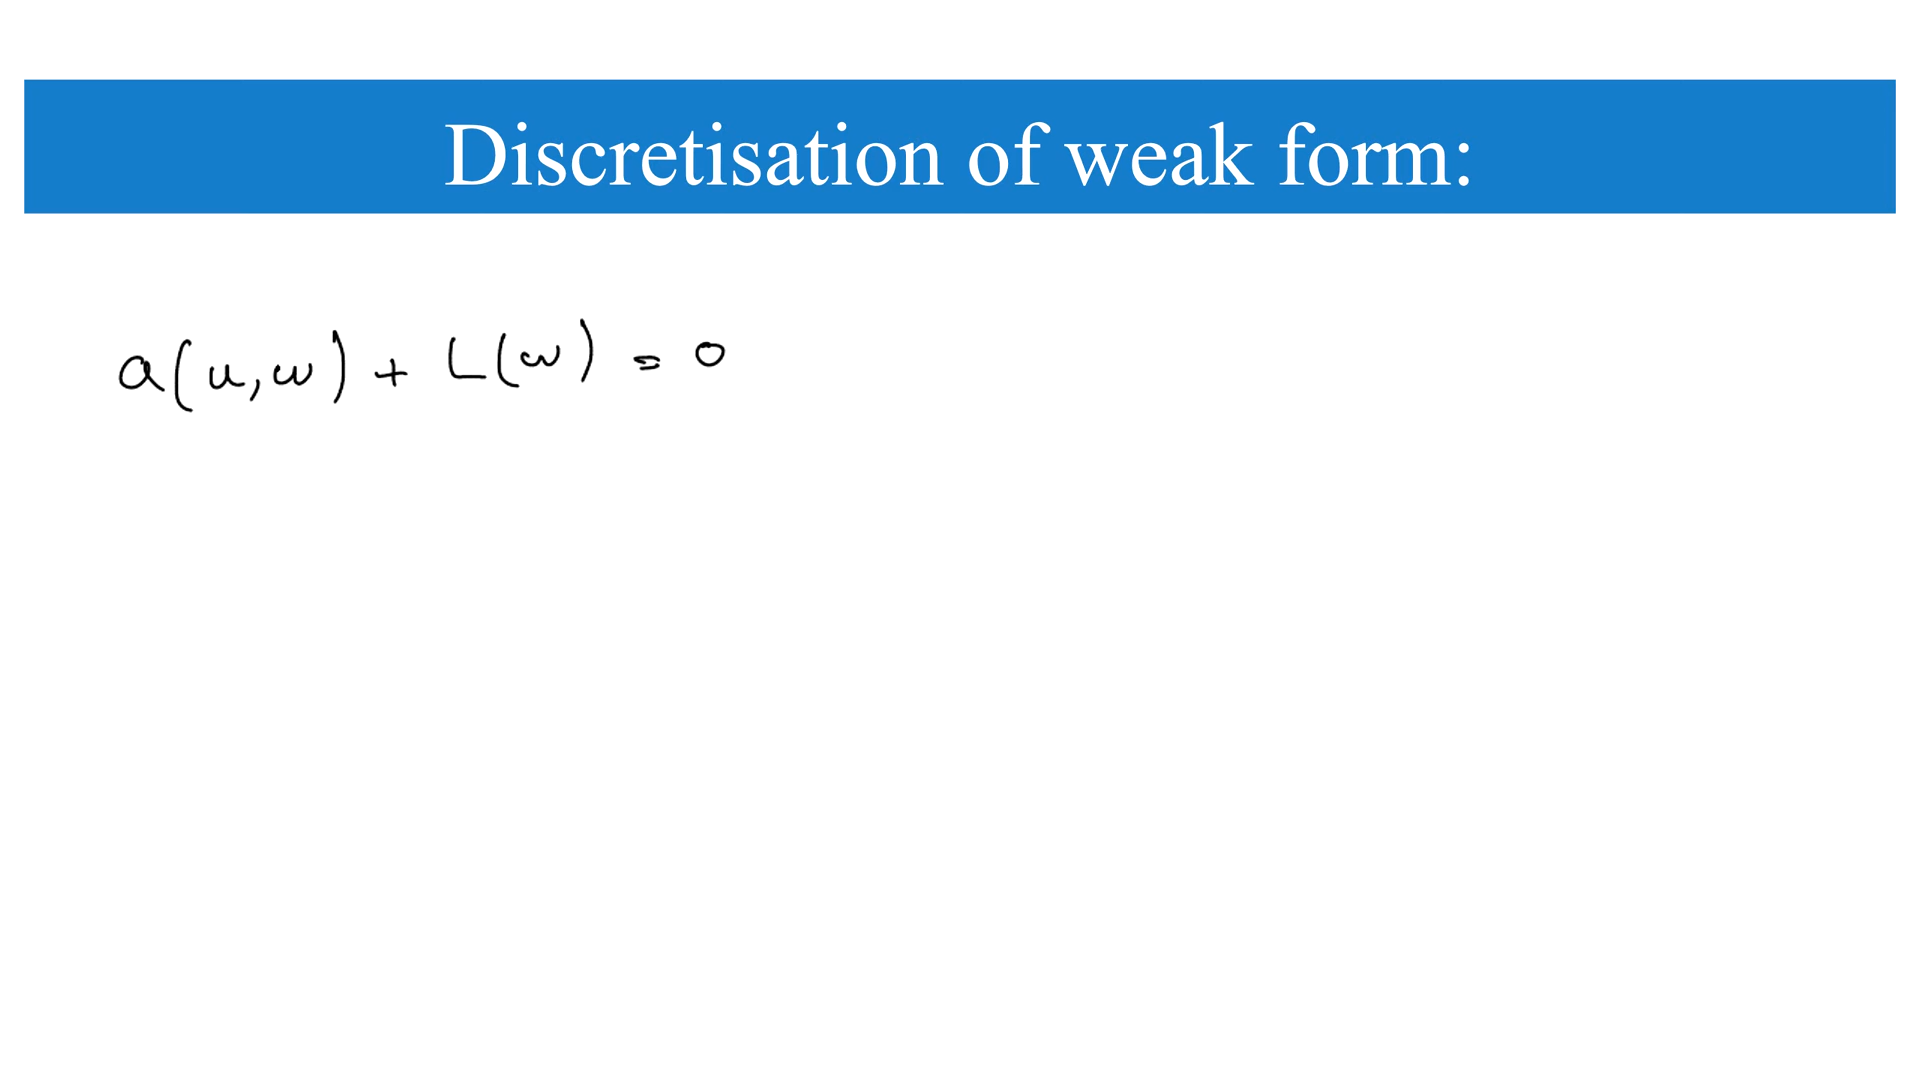 Discretisation of weak form:
a(u,w) + L(w) = 0